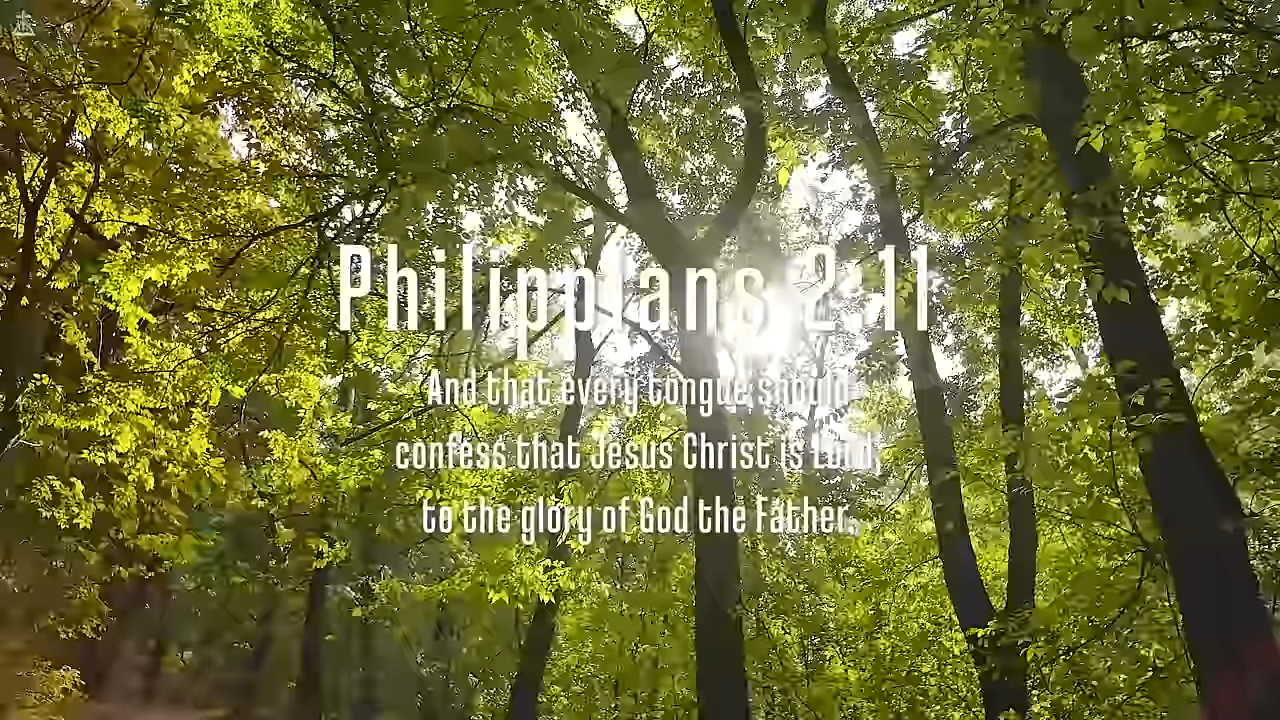 Philippians 2:11
And that every tongue should
confess that Jesus Christ is Lord,
to the glory of God the Father.